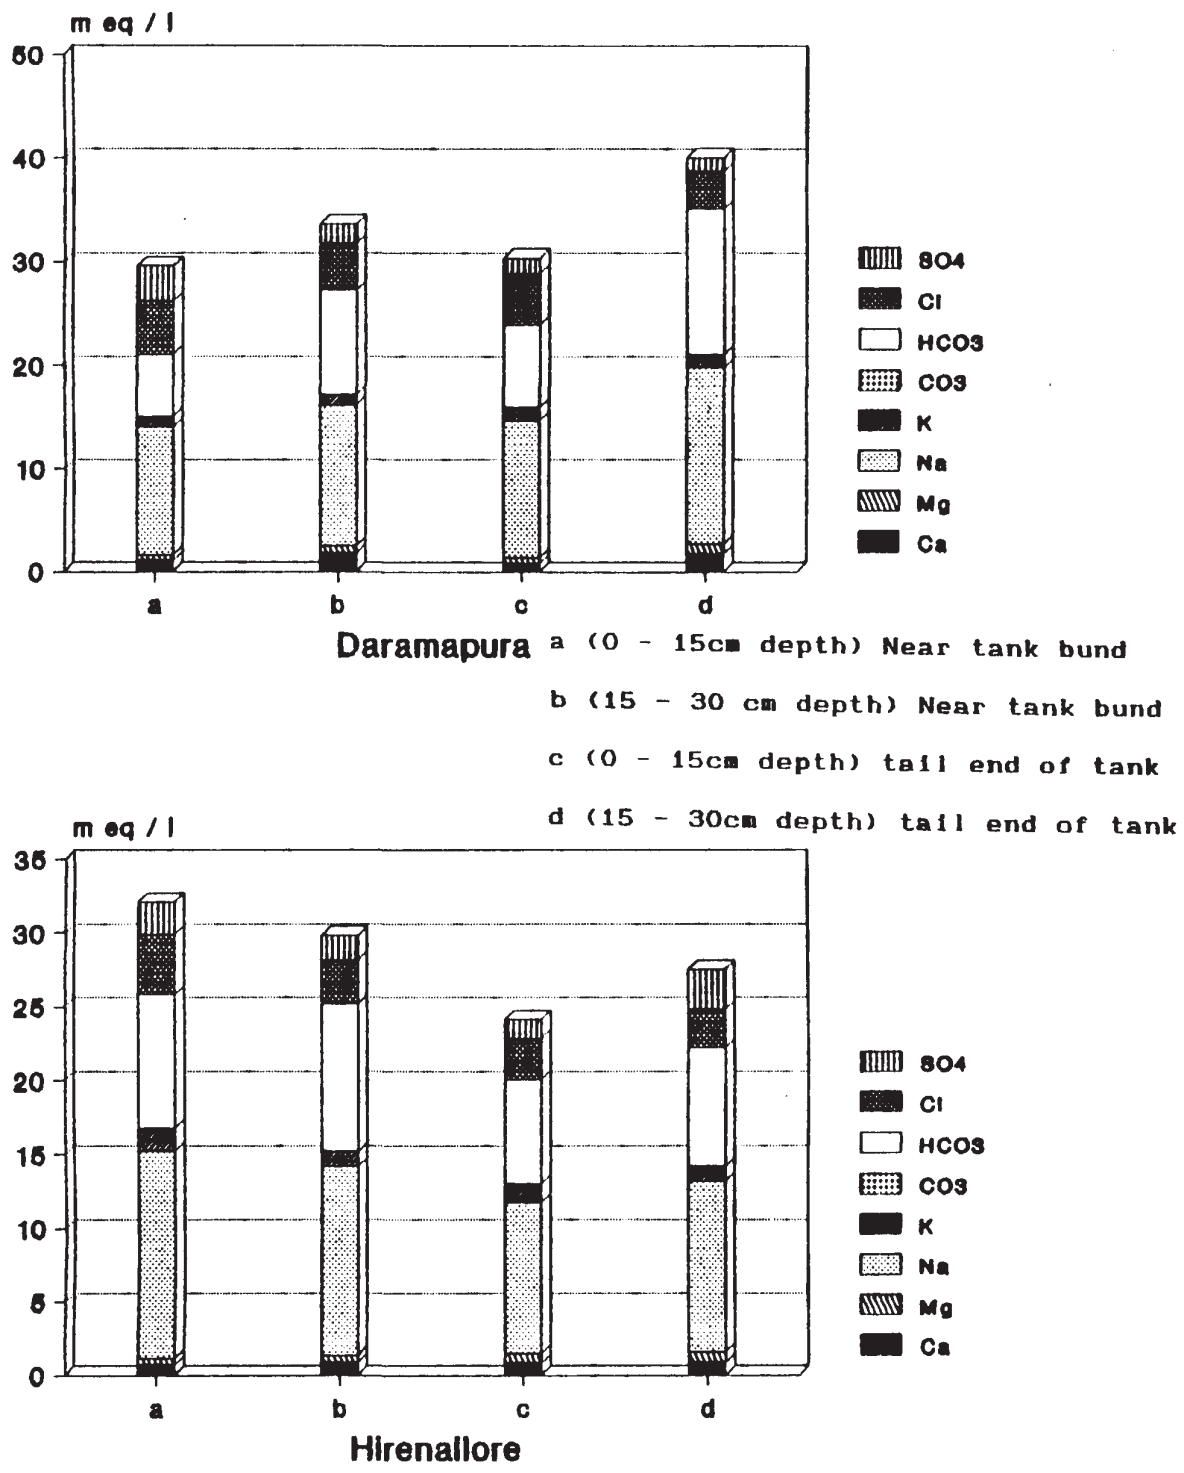 m eq / l
50
40
30
20
10
0
a b c d
SO4
Cl
HCO3
CO3
K
Na
Mg
Ca
Daramapura
a (0 - 15cm depth) Near tank bund
b (15 - 30 cm depth) Near tank bund
c (0 - 15cm depth) tail end of tank
d (15 - 30cm depth) tail end of tank
m eq / l
35
30
25
20
15
10
5
0
a b c d
SO4
Cl
HCO3
CO3
K
Na
Mg
Ca
Hirenallore